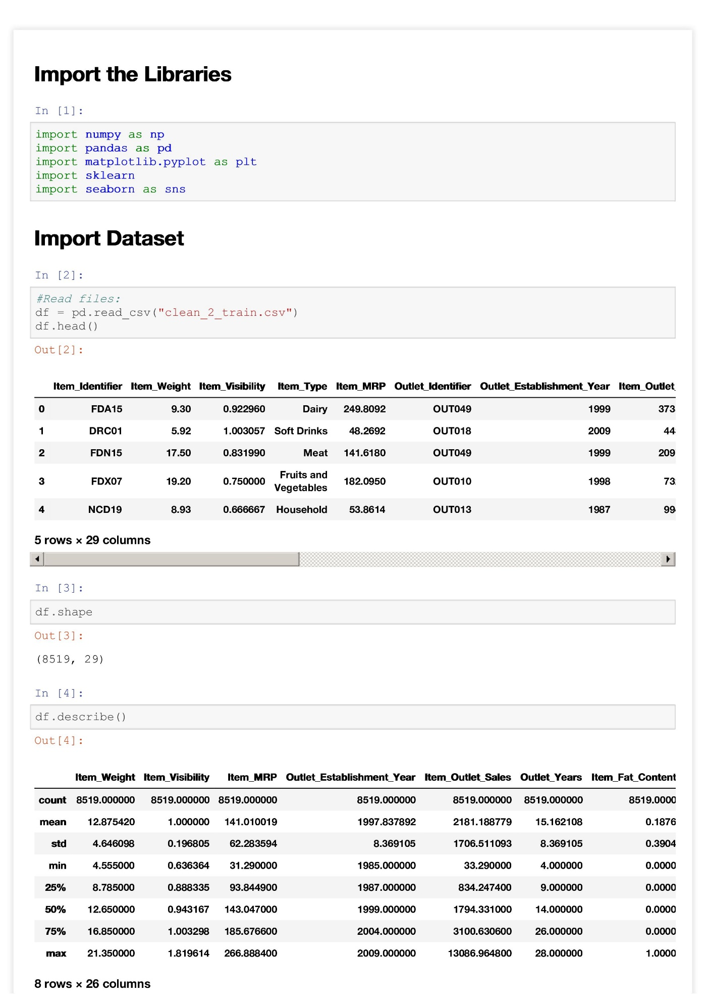 Import the Libraries
In [1]:
import numpy as np
import pandas as pd
import matplotlib.pyplot as plt
import sklearn
import seaborn as sns
Import Dataset
In [2]:
#Read files:
df = pd.read_csv("clean_2_train.csv")
df.head()
Out[2]:
Item_Identifier Item_Weight Item_Visibility Item_Type Item_MRP Outlet_Identifier Outlet_Establishment_Year Item_Outlet_
0 FDA15 9.30 0.922960 Dairy 249.8092 OUT049 1999 373
1 DRC01 5.92 1.003057 Soft Drinks 48.2692 OUT018 2009 44
2 FDN15 17.50 0.831990 Meat 141.6180 OUT049 1999 209
3 FDX07 19.20 0.750000 Fruits and Vegetables 182.0950 OUT010 1998 73
4 NCD19 8.93 0.666667 Household 53.8614 OUT013 1987 99
5 rows × 29 columns
In [3]:
df.shape
Out[3]:
(8519, 29)
In [4]:
df.describe()
Out[4]:
Item_Weight Item_Visibility Item_MRP Outlet_Establishment_Year Item_Outlet_Sales Outlet_Years Item_Fat_Content
count 8519.000000 8519.000000 8519.000000 8519.000000 8519.000000 8519.000000 8519.0000
mean 12.875420 1.000000 141.010019 1997.837892 2181.188779 15.162108 0.1876
std 4.646098 0.196805 62.283594 8.369105 1706.511093 8.369105 0.3904
min 4.555000 0.636364 31.290000 1985.000000 33.290000 4.000000 0.0000
25% 8.785000 0.888335 93.844900 1987.000000 834.247400 9.000000 0.0000
50% 12.650000 0.943167 143.047000 1999.000000 1794.331000 14.000000 0.0000
75% 16.850000 1.003298 185.676600 2004.000000 3100.630600 26.000000 0.0000
max 21.350000 1.819614 266.888400 2009.000000 13086.964800 28.000000 1.0000
8 rows × 26 columns